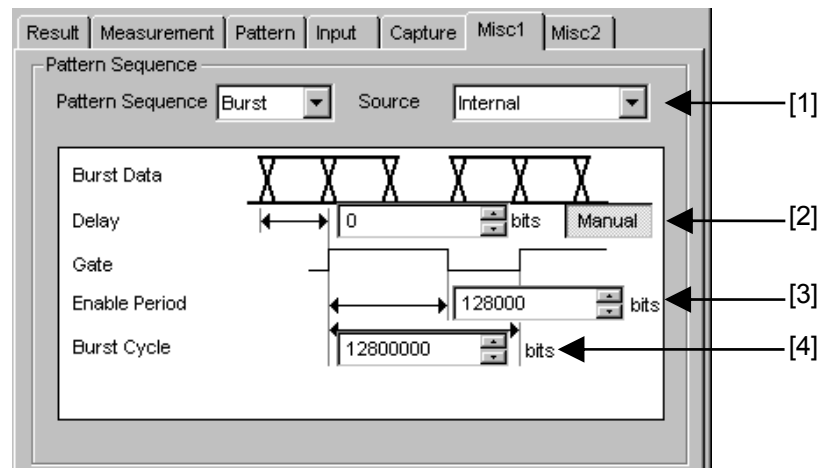 Result Measurement Pattern Input Capture Misc1 Misc2
Pattern Sequence
Pattern Sequence Burst Source Internal [1]
Burst Data
Delay 0 bits Manual [2]
Gate
Enable Period 128000 bits [3]
Burst Cycle 12800000 bits [4]